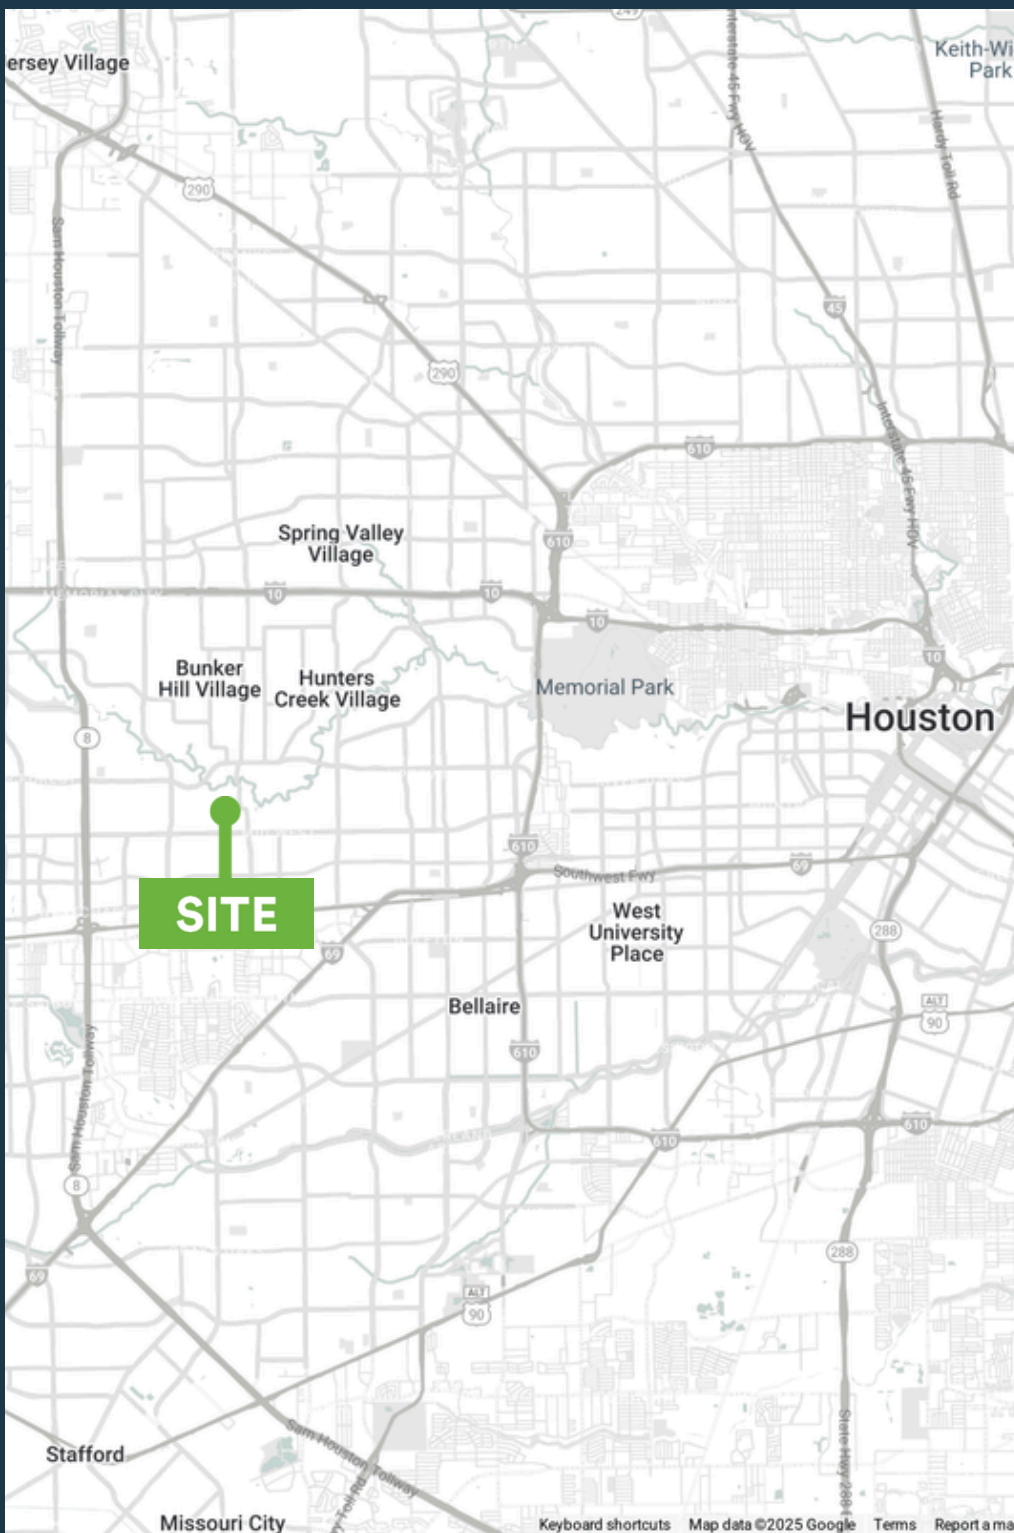 249
Keith-Wi
Park
ersey Village
nterstate 45 Fwy HOV
Hardy Toll Rd
290
Sam Houston Tollway
45
290
Interstate 45 Fwy HOV
610
Spring Valley
Village
610
10
10
10
10
Bunker
Hill Village
Hunters
Creek Village
Memorial Park
Houston
8
610
69
Southwest Fwy
SITE
West
University
Place
288
69
Bellaire
ALT
90
610
Sam Houston Tollway
610
610
8
288
69
ALT
90
State Hwy 288
Stafford
Sam Houston Tollway
y Toll Rd
Missouri City
Keyboard shortcuts
Map data ©2025 Google
Terms
Report a ma